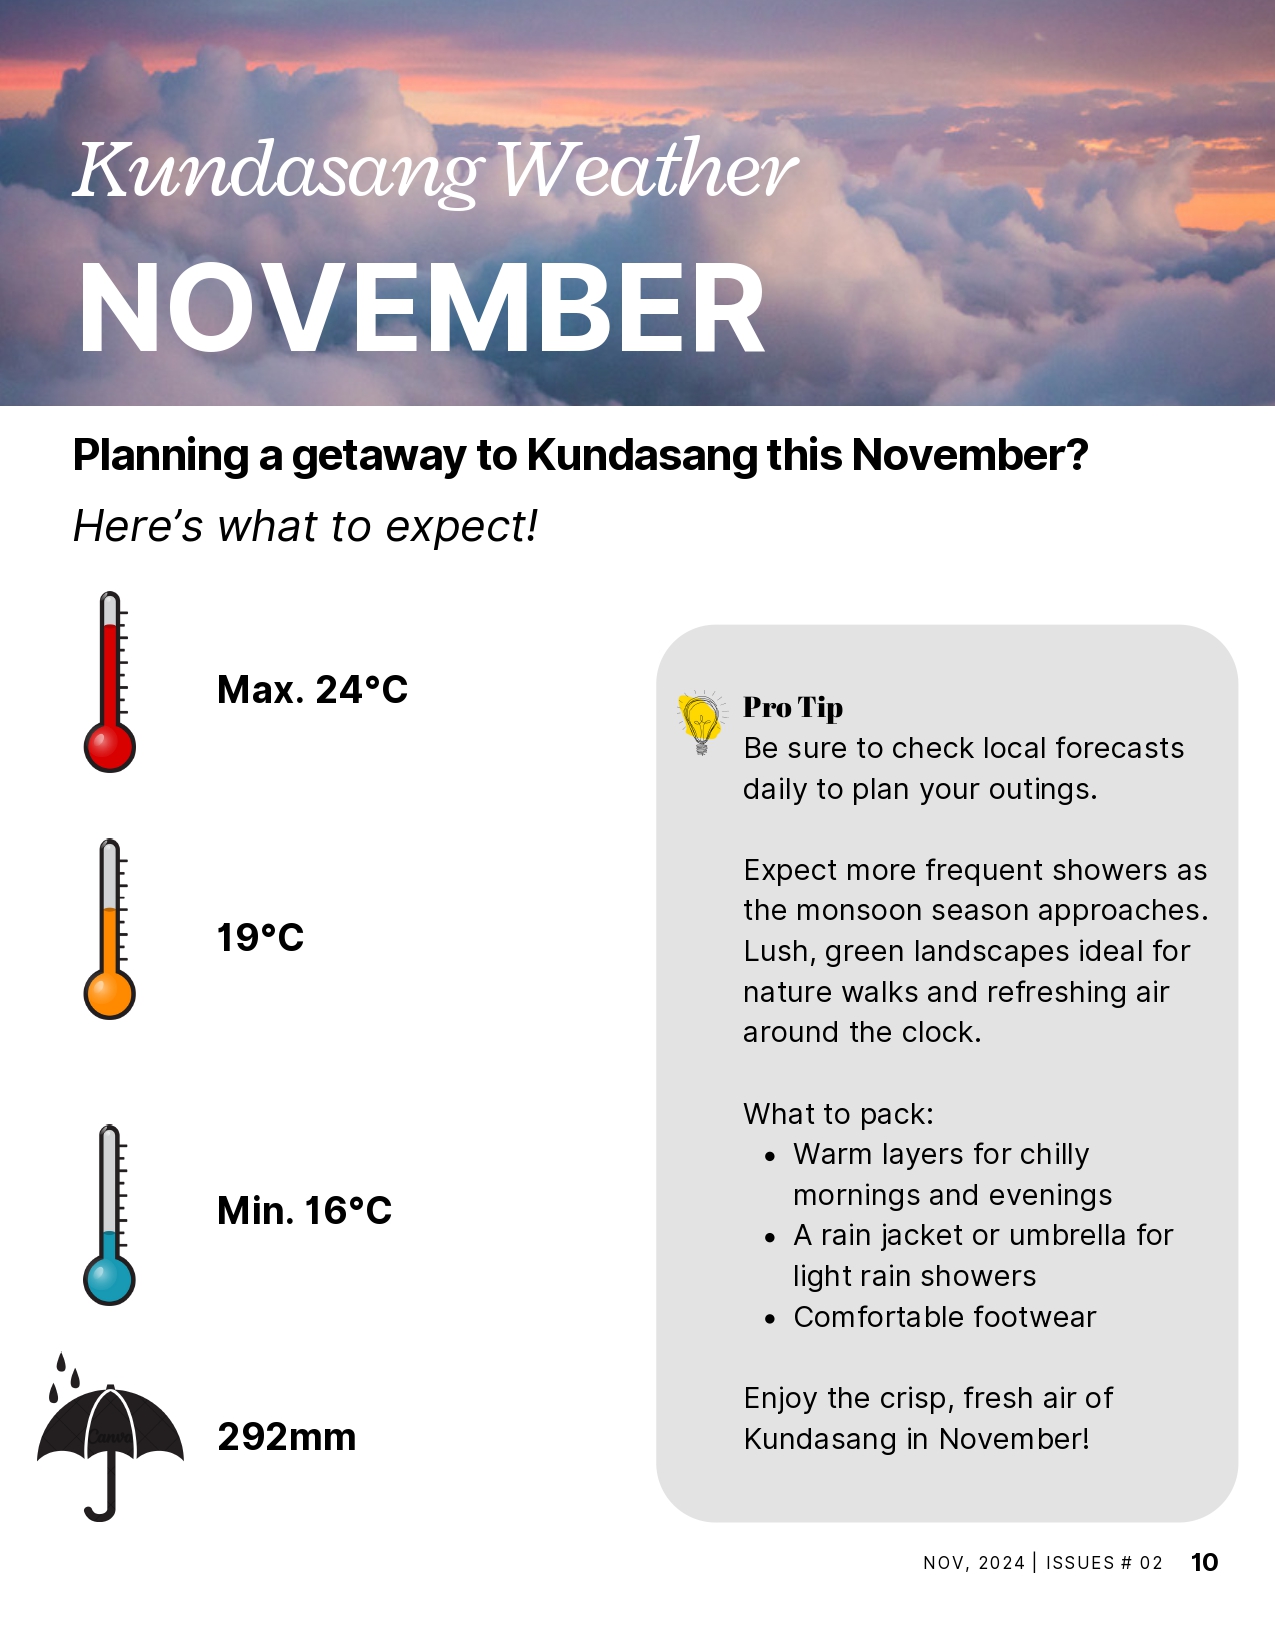 Kundasang Weather
NOVEMBER
Planning a getaway to Kundasang this November?
Here’s what to expect!
Max. 24°C
19°C
Min. 16°C
292mm
Canva
Pro Tip
Be sure to check local forecasts
daily to plan your outings.
Expect more frequent showers as
the monsoon season approaches.
Lush, green landscapes ideal for
nature walks and refreshing air
around the clock.
What to pack:
• Warm layers for chilly
mornings and evenings
• A rain jacket or umbrella for
light rain showers
• Comfortable footwear
Enjoy the crisp, fresh air of
Kundasang in November!
NOV, 2024 | ISSUES # 02 10